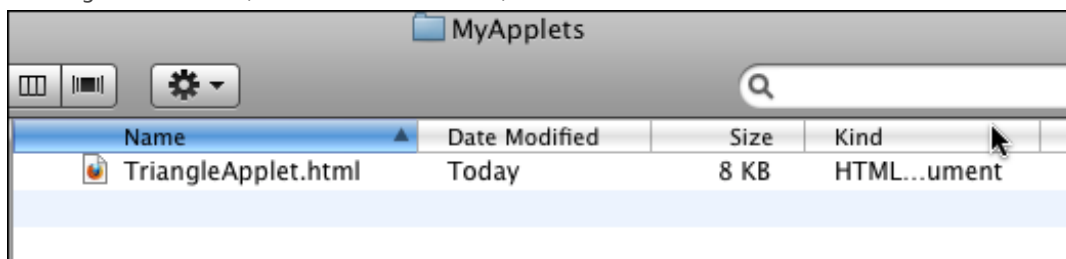 MyApplets
Name Date Modified Size Kind
TriangleApplet.html Today 8 KB HTML...ument